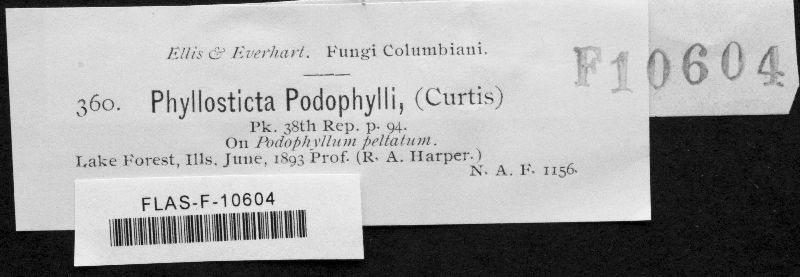 Ellis & Everhart. Fungi Columbiani.
F10604
360. Phyllosticta Podophylli, (Curtis)
Pk. 38th Rep. p. 94.
On Podophyllum peltatum.
Lake Forest, Ills. June, 1893 Prof. (R. A. Harper.)
N. A. F. 1156.
FLAS-F-10604